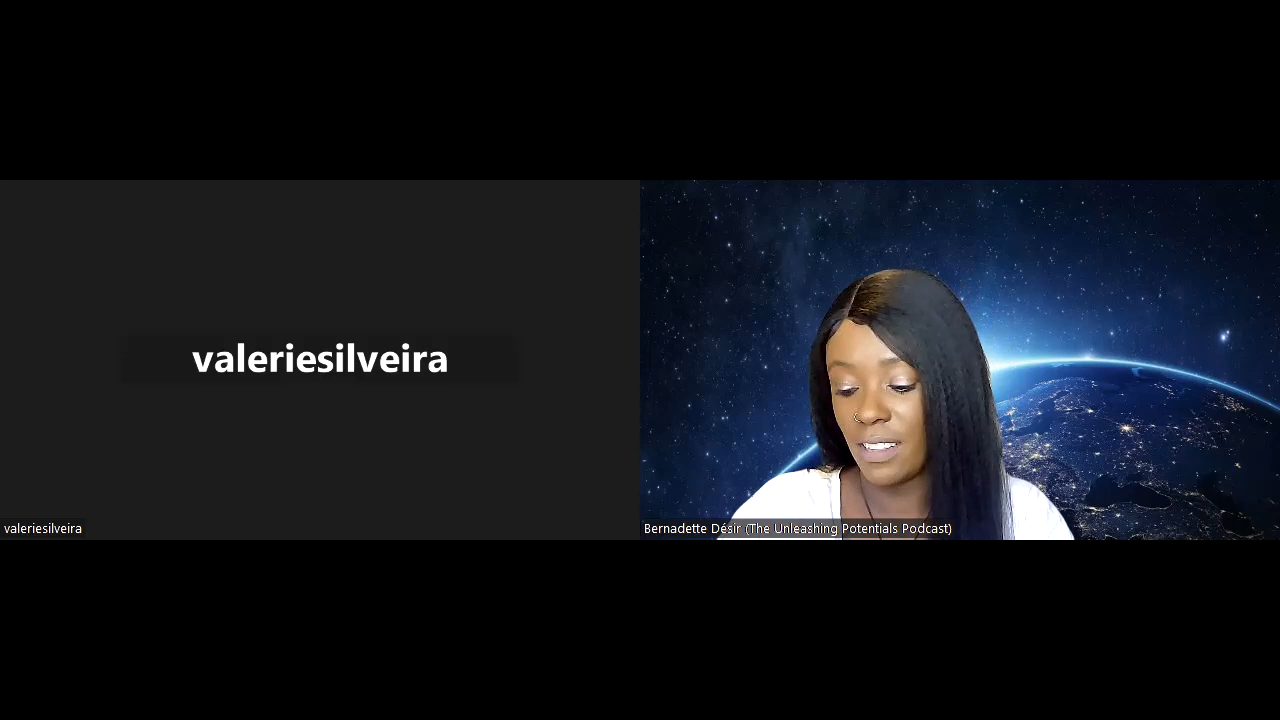 valeriesilveira
valeriesilveira
Bernadette Désir (The Unleashing Potentials Podcast)